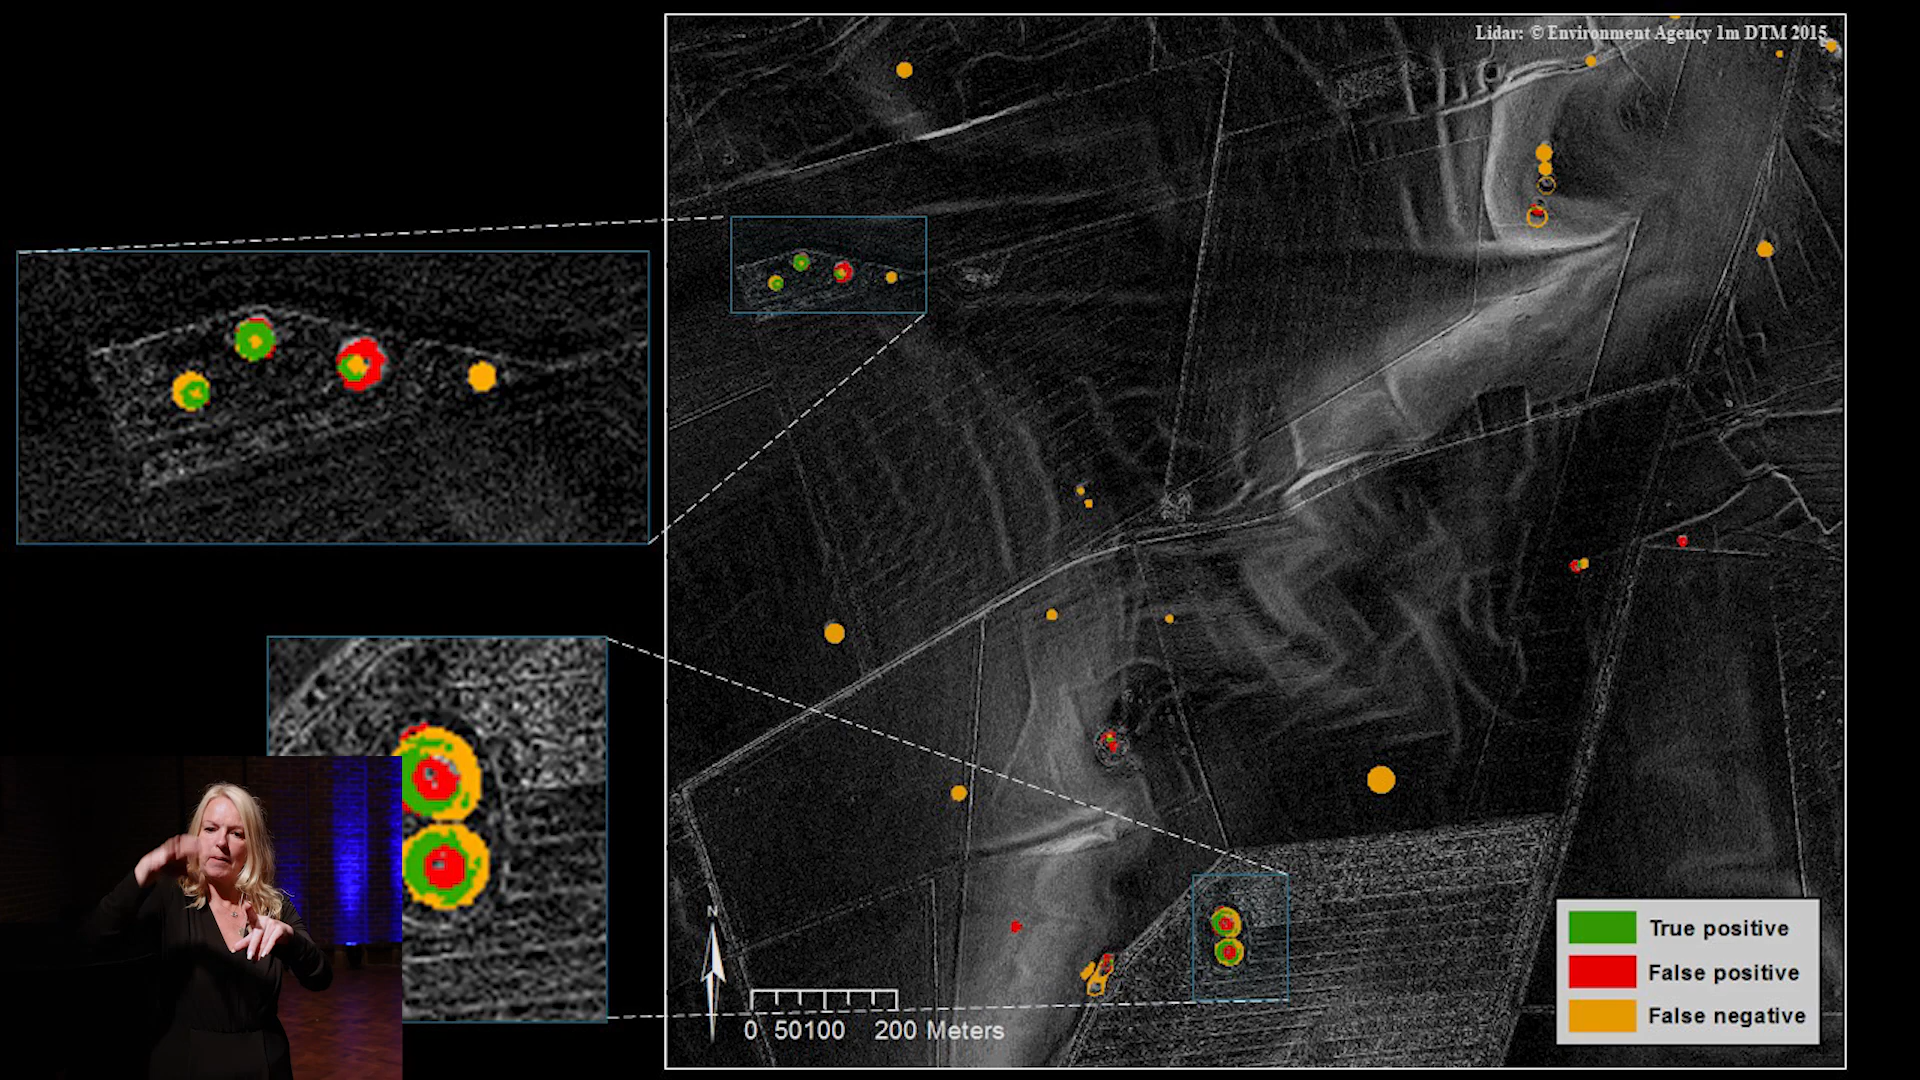 Lidar: © Environment Agency 1m DTM 2015
N
0 50100 200 Meters
True positive
False positive
False negative